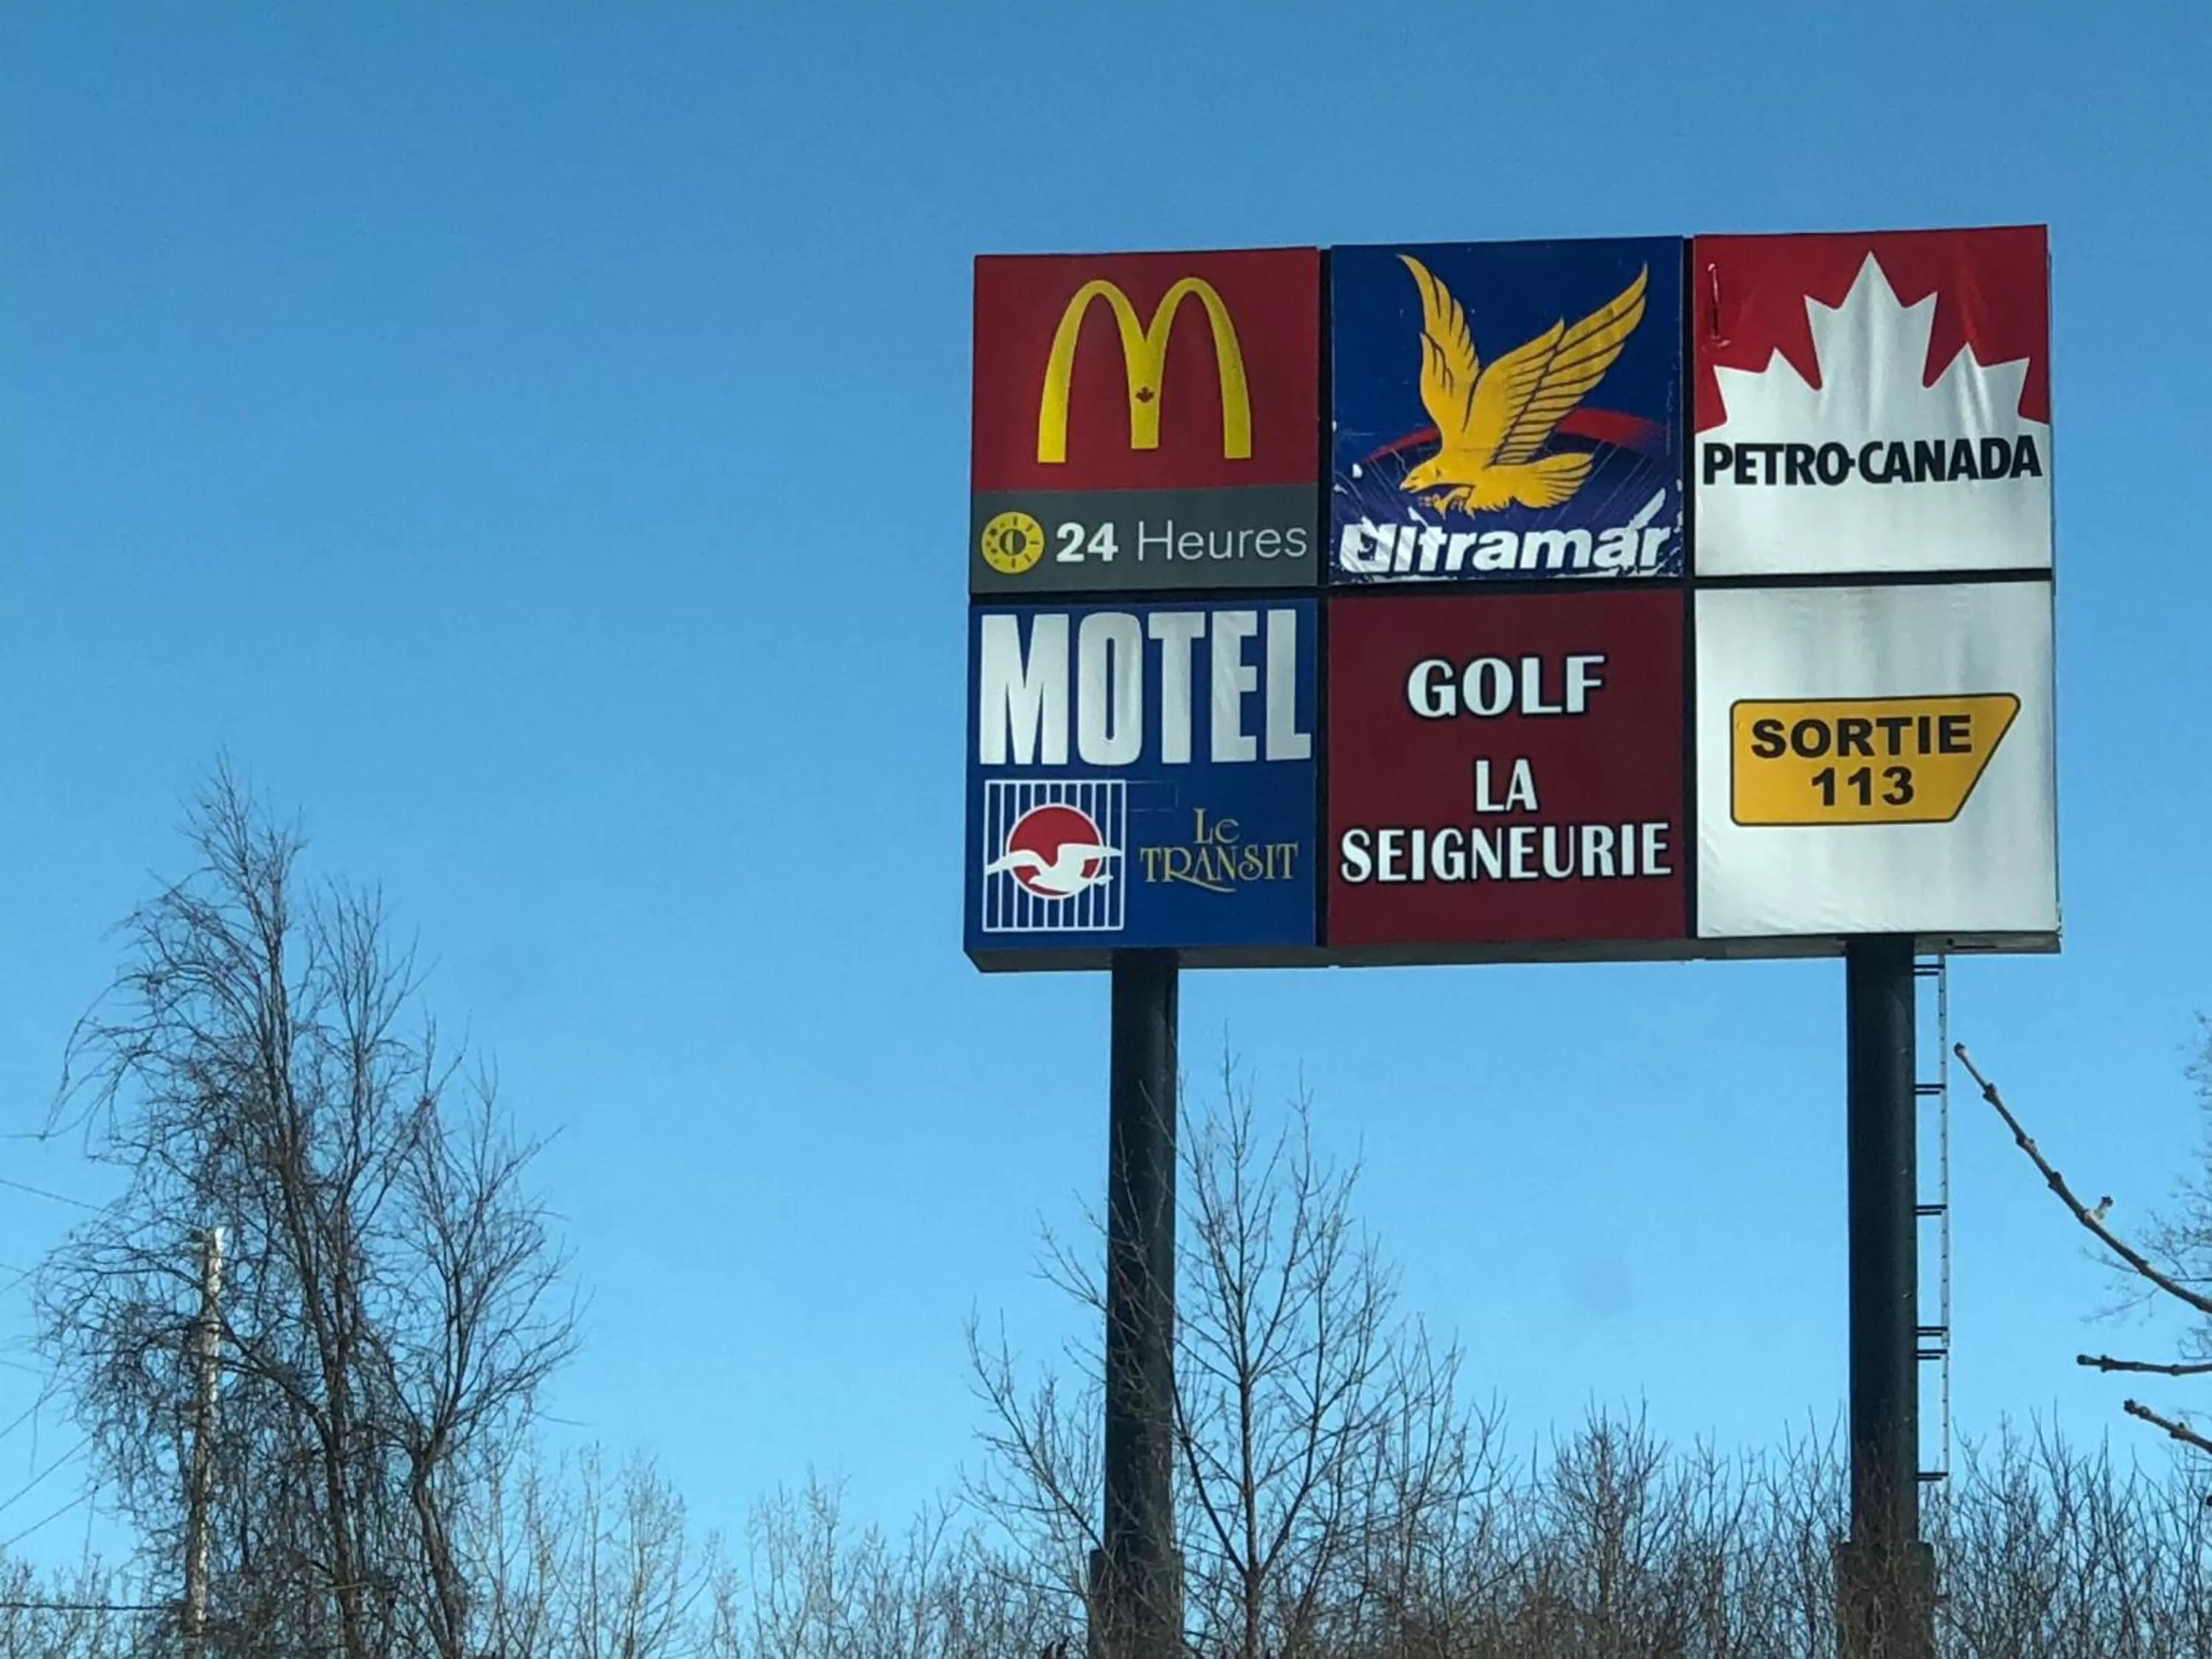 24 Heures
Ultramar
PETRO-CANADA
MOTEL
Le
TRANSIT
GOLF
LA
SEIGNEURIE
SORTIE
113